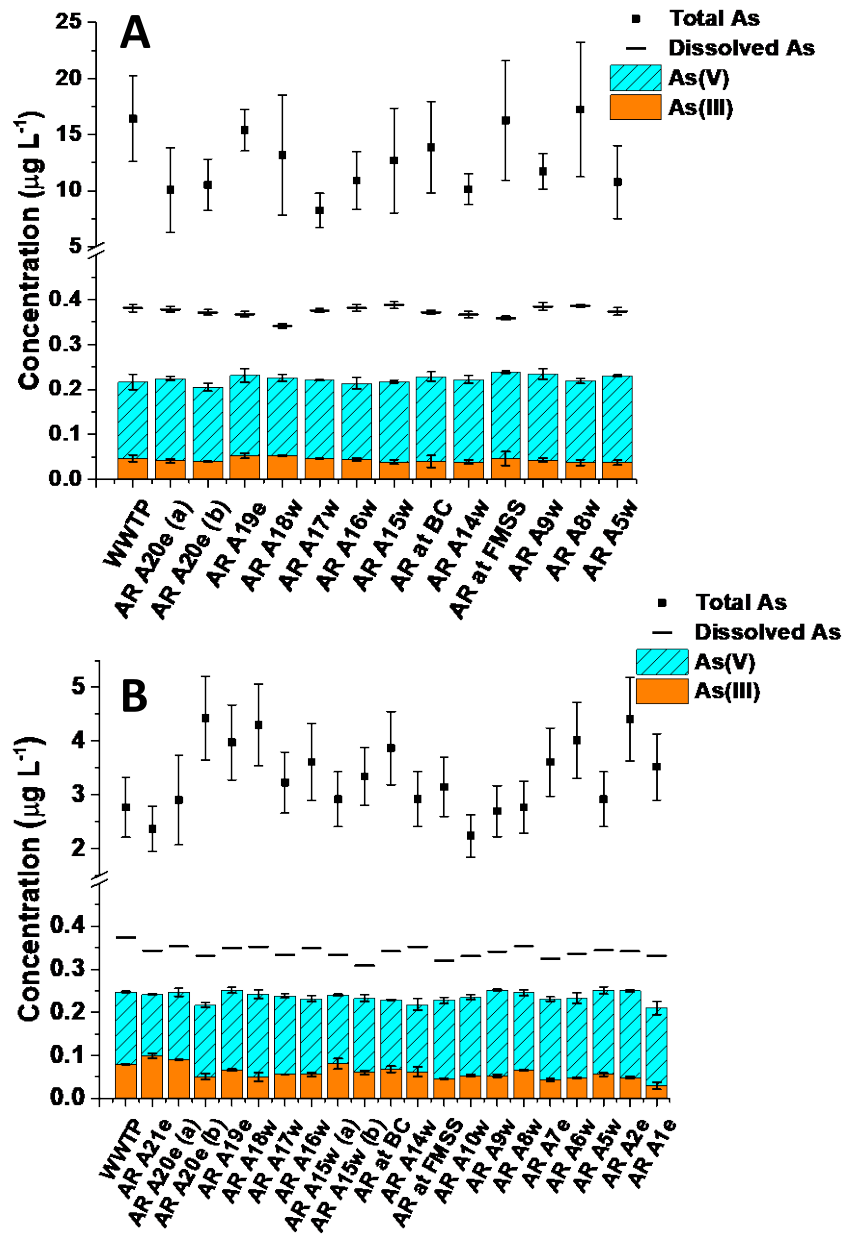 A
Total As
Dissolved As
As(V)
As(III)
Concentration (µg L⁻¹)
25
20
15
10
5
0.4
0.3
0.2
0.1
0.0
WWTP
AR A20e (a)
AR A20e (b)
AR A19e
AR A18w
AR A17w
AR A16w
AR A15w
AR at BC
AR A14w
AR at FMSS
AR A9w
AR A8w
AR A5w
B
Total As
Dissolved As
As(V)
As(III)
Concentration (µg L⁻¹)
5
4
3
2
0.4
0.3
0.2
0.1
0.0
WWTP
AR A21e
AR A20e (a)
AR A20e (b)
AR A19e
AR A18w
AR A17w
AR A16w
AR A15w (a)
AR A15w (b)
AR at BC
AR A14w
AR at FMSS
AR A10w
AR A9w
AR A8w
AR A7e
AR A6w
AR A5w
AR A2e
AR A1e